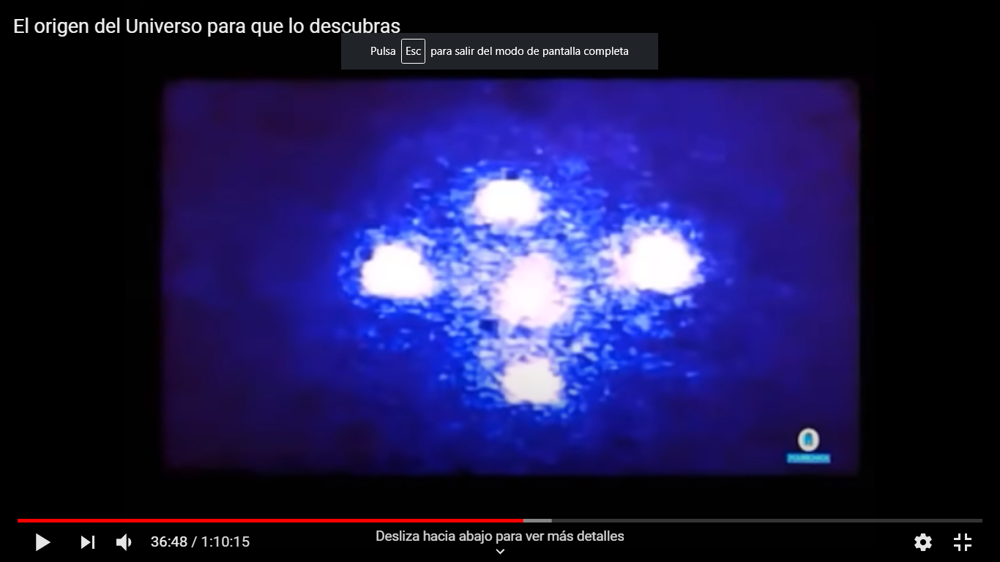 El origen del Universo para que lo descubras
Pulsa Esc para salir del modo de pantalla completa
POLITÉCNICA
36:48 / 1:10:15
Desliza hacia abajo para ver más detalles